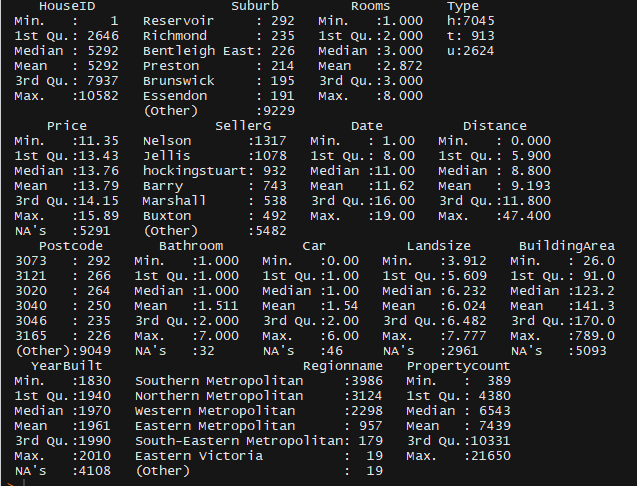 HouseID                 Suburb         Rooms       Type
 Min.   :    1   Reservoir     : 292   Min.   :1.000   h:7045
 1st Qu.: 2646   Richmond      : 235   1st Qu.:2.000   t: 913
 Median : 5292   Bentleigh East: 226   Median :3.000   u:2624
 Mean   : 5292   Preston       : 214   Mean   :2.872
 3rd Qu.: 7937   Brunswick     : 195   3rd Qu.:3.000
 Max.   :10582   Essendon      : 191   Max.   :8.000
                 (Other)       :9229
     Price                SellerG          Date          Distance
 Min.   :11.35   Nelson       :1317   Min.   : 1.00   Min.   : 0.000
 1st Qu.:13.43   Jellis       :1078   1st Qu.: 8.00   1st Qu.: 5.900
 Median :13.76   hockingstuart: 932   Median :11.00   Median : 8.800
 Mean   :13.79   Barry        : 743   Mean   :11.62   Mean   : 9.193
 3rd Qu.:14.15   Marshall     : 538   3rd Qu.:16.00   3rd Qu.:11.800
 Max.   :15.89   Buxton       : 492   Max.   :19.00   Max.   :47.400
 NA's   :5291    (Other)      :5482
    Postcode       Bathroom          Car          Landsize      BuildingArea
 3073   : 292   Min.   :1.000   Min.   :0.00   Min.   :3.912   Min.   : 26.0
 3121   : 266   1st Qu.:1.000   1st Qu.:1.00   1st Qu.:5.609   1st Qu.: 91.0
 3020   : 264   Median :1.000   Median :1.00   Median :6.232   Median :123.2
 3040   : 250   Mean   :1.511   Mean   :1.54   Mean   :6.024   Mean   :141.3
 3046   : 235   3rd Qu.:2.000   3rd Qu.:2.00   3rd Qu.:6.482   3rd Qu.:170.0
 3165   : 226   Max.   :7.000   Max.   :6.00   Max.   :7.777   Max.   :789.0
 (Other):9049   NA's   :32      NA's   :46     NA's   :2961    NA's   :5093
   YearBuilt                         Regionname    Propertycount
 Min.   :1830   Southern Metropolitan     :3986   Min.   :  389
 1st Qu.:1940   Northern Metropolitan     :3124   1st Qu.: 4380
 Median :1970   Western Metropolitan      :2298   Median : 6543
 Mean   :1961   Eastern Metropolitan      : 957   Mean   : 7439
 3rd Qu.:1990   South-Eastern Metropolitan: 179   3rd Qu.:10331
 Max.   :2010   Eastern Victoria          :  19   Max.   :21650
 NA's   :4108   (Other)                   :  19